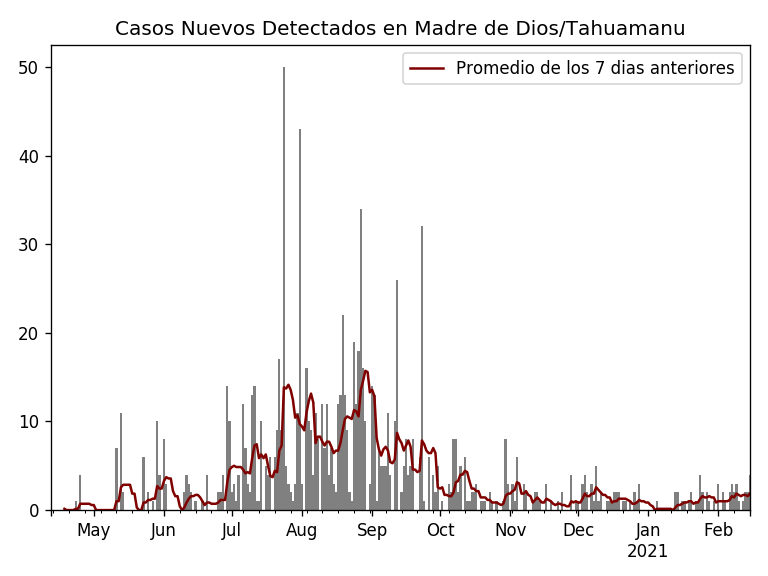 Casos Nuevos Detectados en Madre de Dios/Tahuamanu
Promedio de los 7 dias anteriores
50
40
30
20
10
0
May Jun Jul Aug Sep Oct Nov Dec Jan Feb
2021